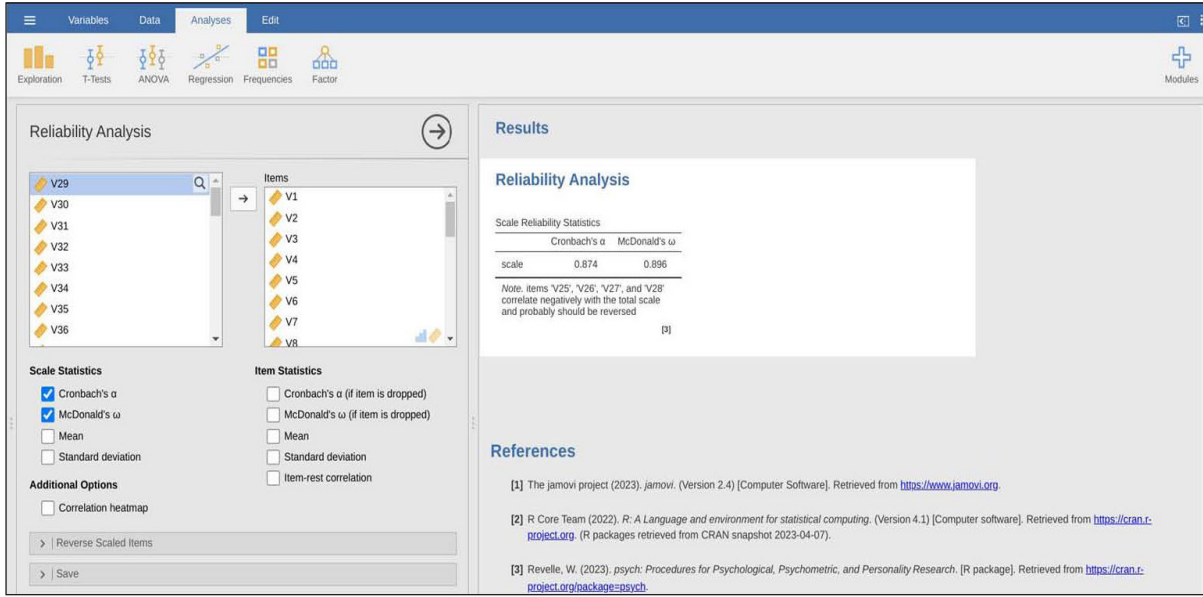 Variables Data Analyses Edit
Exploration T-Tests ANOVA Regression Frequencies Factor Modules
Reliability Analysis
V29
V30
V31
V32
V33
V34
V35
V36
Items
V1
V2
V3
V4
V5
V6
V7
V8
Scale Statistics
Cronbach's α
McDonald's ω
Mean
Standard deviation
Additional Options
Correlation heatmap
Item Statistics
Cronbach's α (if item is dropped)
McDonald's ω (if item is dropped)
Mean
Standard deviation
Item-rest correlation
Reverse Scaled Items
Save
Results
Reliability Analysis
Scale Reliability Statistics
Cronbach's α McDonald's ω
scale 0.874 0.896
Note. items 'V25', 'V26', 'V27', and 'V28'
correlate negatively with the total scale
and probably should be reversed
[3]
References
[1] The jamovi project (2023). jamovi. (Version 2.4) [Computer Software]. Retrieved from https://www.jamovi.org.
[2] R Core Team (2022). R: A Language and environment for statistical computing. (Version 4.1) [Computer software]. Retrieved from https://cran.r-
project.org. (R packages retrieved from CRAN snapshot 2023-04-07).
[3] Revelle, W. (2023). psych: Procedures for Psychological, Psychometric, and Personality Research. [R package]. Retrieved from https://cran.r-
project.org/package=psych.